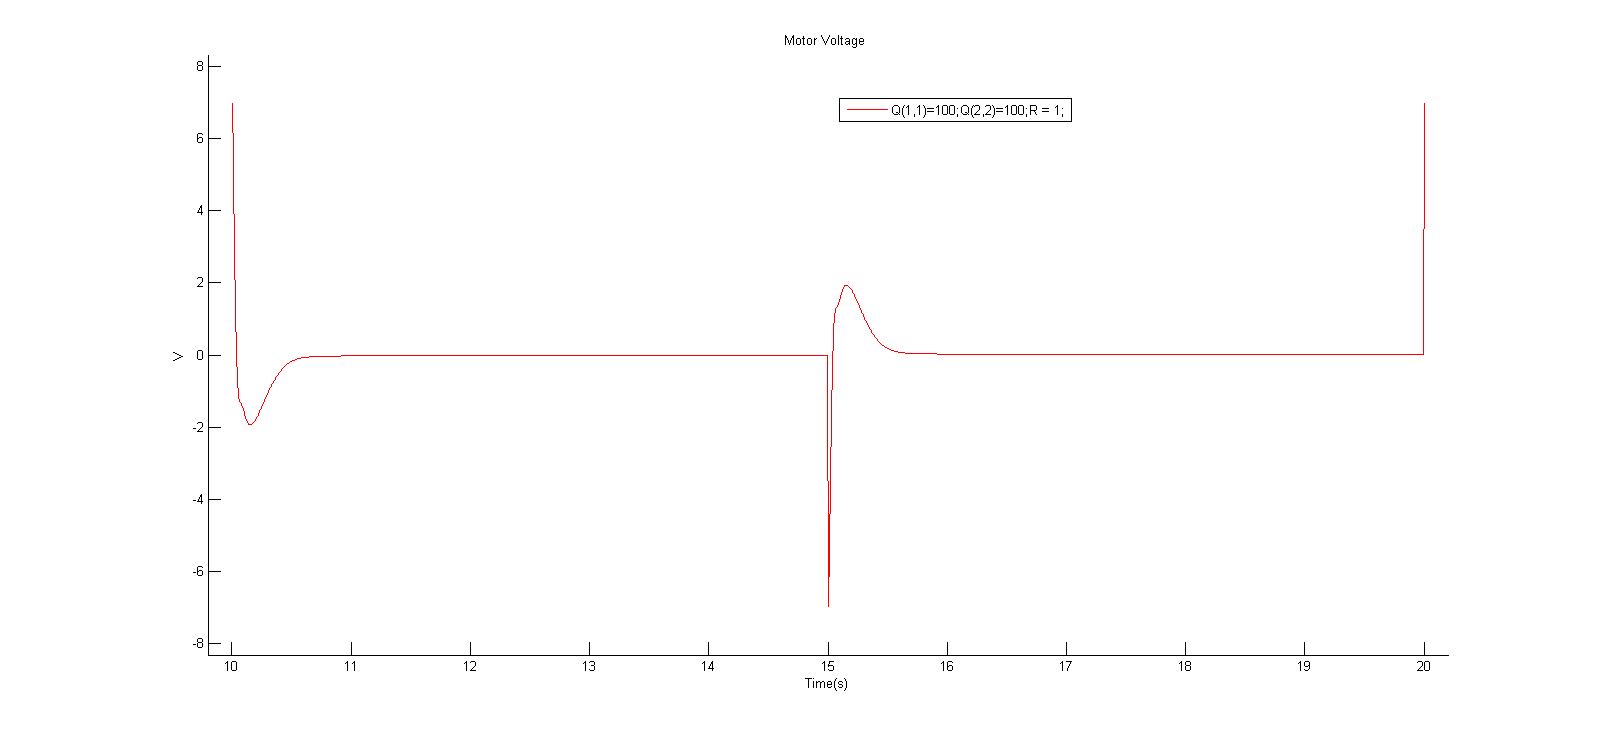 Motor Voltage
Q(1,1)=100;Q(2,2)=100;R = 1;
8
6
4
2
0
-2
-4
-6
-8
V
10 11 12 13 14 15 16 17 18 19 20
Time(s)